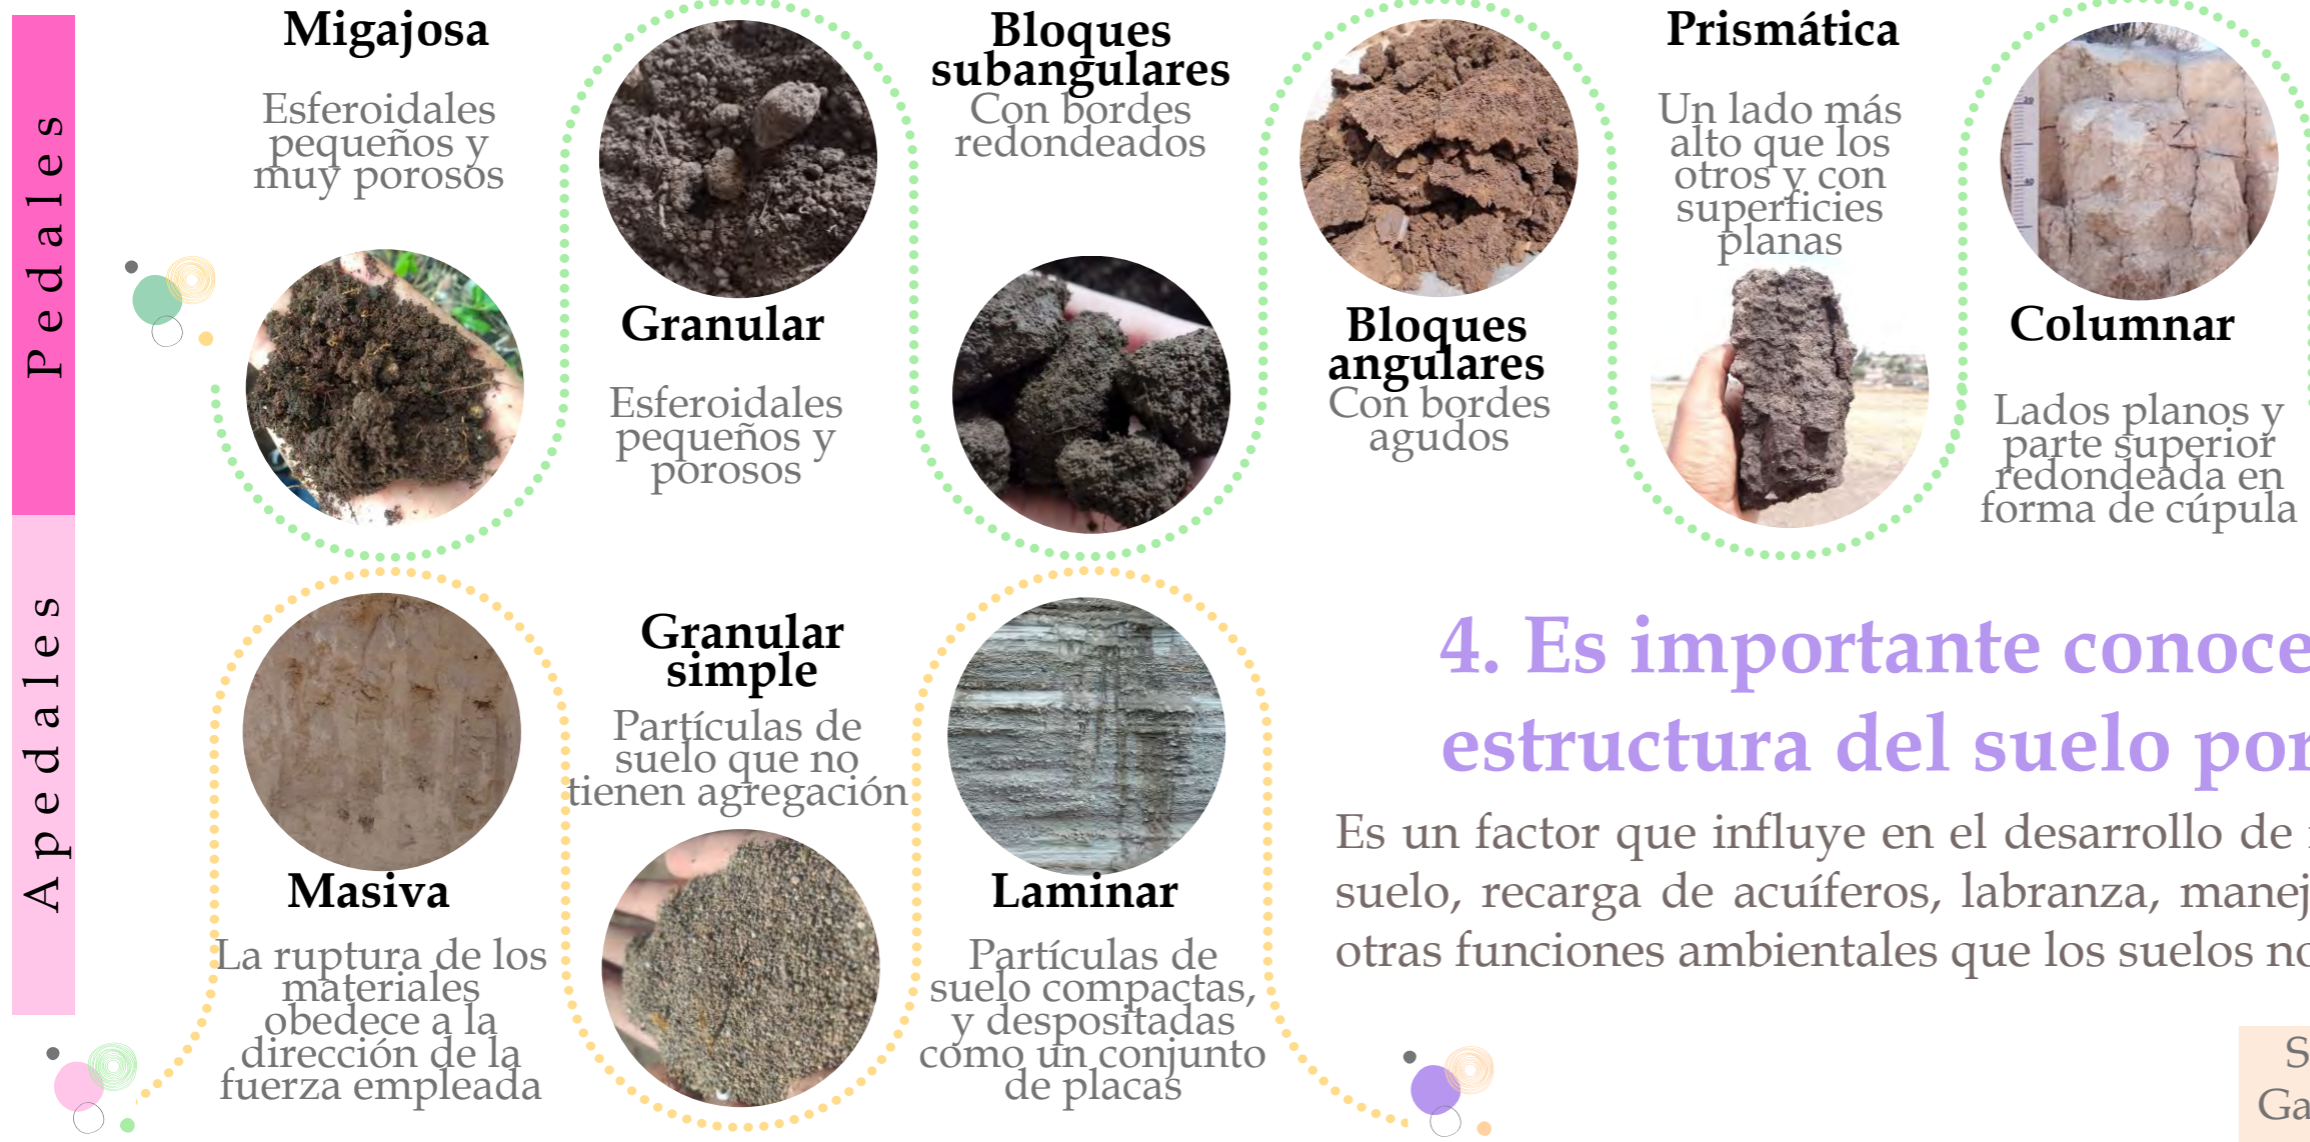 Pedales
Migajosa
Esferoidales
pequeños y
muy porosos
Granular
Esferoidales
pequeños y
porosos
Bloques
subangulares
Con bordes
redondeados
Bloques
angulares
Con bordes
agudos
Prismática
Un lado más
alto que los
otros y con
superficies
planas
Columnar
Lados planos y
parte superior
redondeada en
forma de cúpula
Apedales
Masiva
La ruptura de los
materiales
obedece a la
dirección de la
fuerza empleada
Granular
simple
Partículas de
suelo que no
tienen agregación
Laminar
Partículas de
suelo compactas,
y despositadas
como un conjunto
de placas
4. Es importante conoce
estructura del suelo por
Es un factor que influye en el desarrollo de
suelo, recarga de acuíferos, labranza, manej
otras funciones ambientales que los suelos no
S
Ga